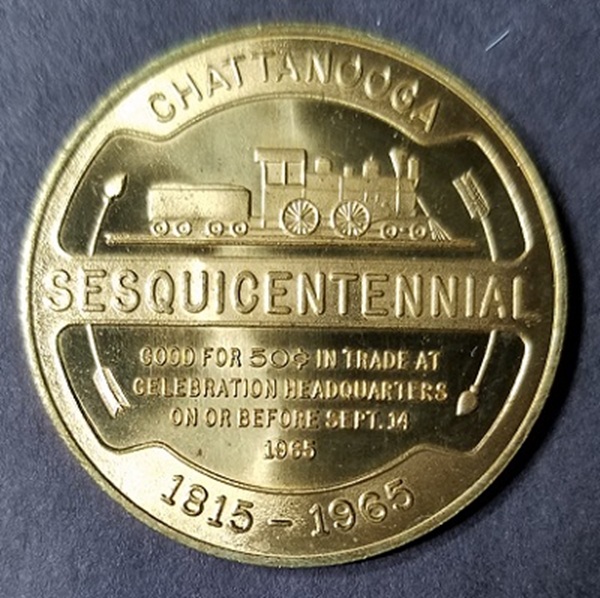 CHATTANOOGA
SESQUICENTENNIAL
GOOD FOR 50¢ IN TRADE AT
CELEBRATION HEADQUARTERS
ON OR BEFORE SEPT. 14
1965
1815 - 1965